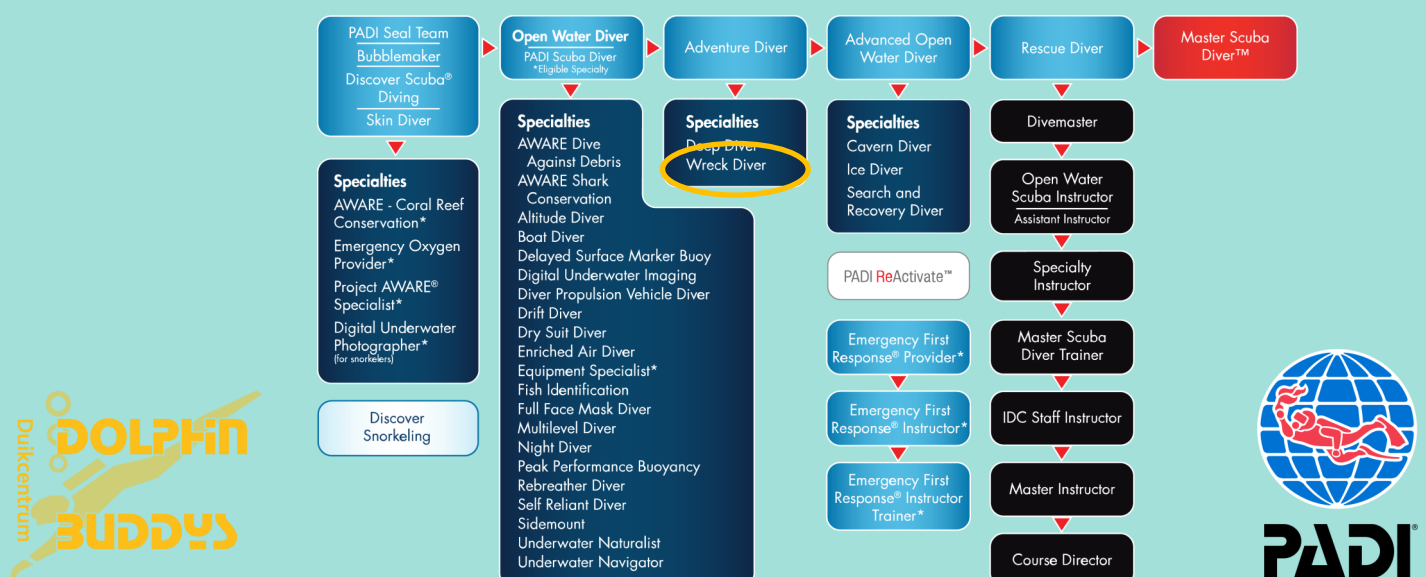 PADI Seal Team
Bubblemaker
Discover Scuba®
Diving
Skin Diver
Open Water Diver
PADI Scuba Diver
*Eligible Specialty
Adventure Diver
Advanced Open
Water Diver
Rescue Diver
Master Scuba
Diver™
Specialties
AWARE - Coral Reef
Conservation*
Emergency Oxygen
Provider*
Project AWARE®
Specialist*
Digital Underwater
Photographer*
(for snorkelers)
Discover
Snorkeling
Specialties
AWARE Dive
Against Debris
AWARE Shark
Conservation
Altitude Diver
Boat Diver
Delayed Surface Marker Buoy
Digital Underwater Imaging
Diver Propulsion Vehicle Diver
Drift Diver
Dry Suit Diver
Enriched Air Diver
Equipment Specialist*
Fish Identification
Full Face Mask Diver
Multilevel Diver
Night Diver
Peak Performance Buoyancy
Rebreather Diver
Self Reliant Diver
Sidemount
Underwater Naturalist
Underwater Navigator
Specialties
Deep Diver
Wreck Diver
Specialties
Cavern Diver
Ice Diver
Search and
Recovery Diver
PADI ReActivate™
Emergency First
Response® Provider*
Emergency First
Response® Instructor*
Emergency First
Response® Instructor
Trainer*
Divemaster
Open Water
Scuba Instructor
Assistant Instructor
Specialty
Instructor
Master Scuba
Diver Trainer
IDC Staff Instructor
Master Instructor
Course Director
Duikcentrum
DOLPHIN
BUDDYS
PADI®